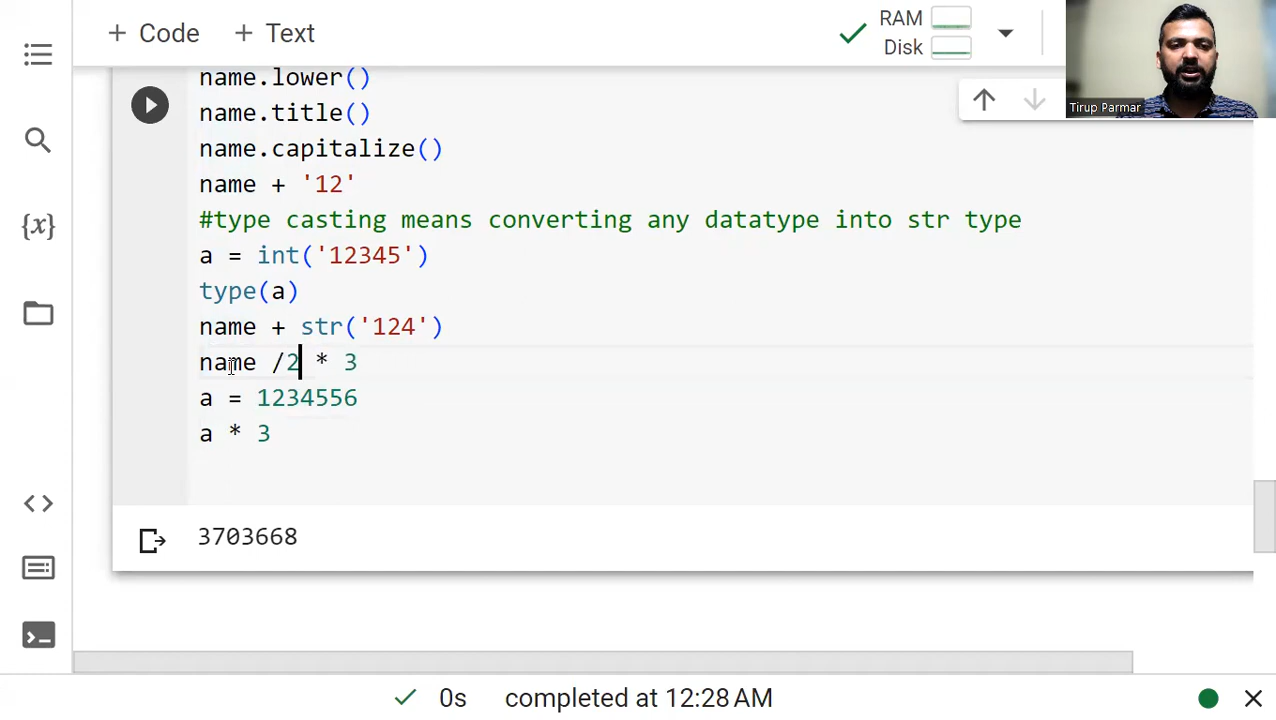 + Code + Text
RAM
Disk
Tirup Parmar
name.lower()
name.title()
name.capitalize()
name + '12'
#type casting means converting any datatype into str type
a = int('12345')
type(a)
name + str('124')
name /2 * 3
a = 1234556
a * 3
3703668
{x}
0s completed at 12:28 AM